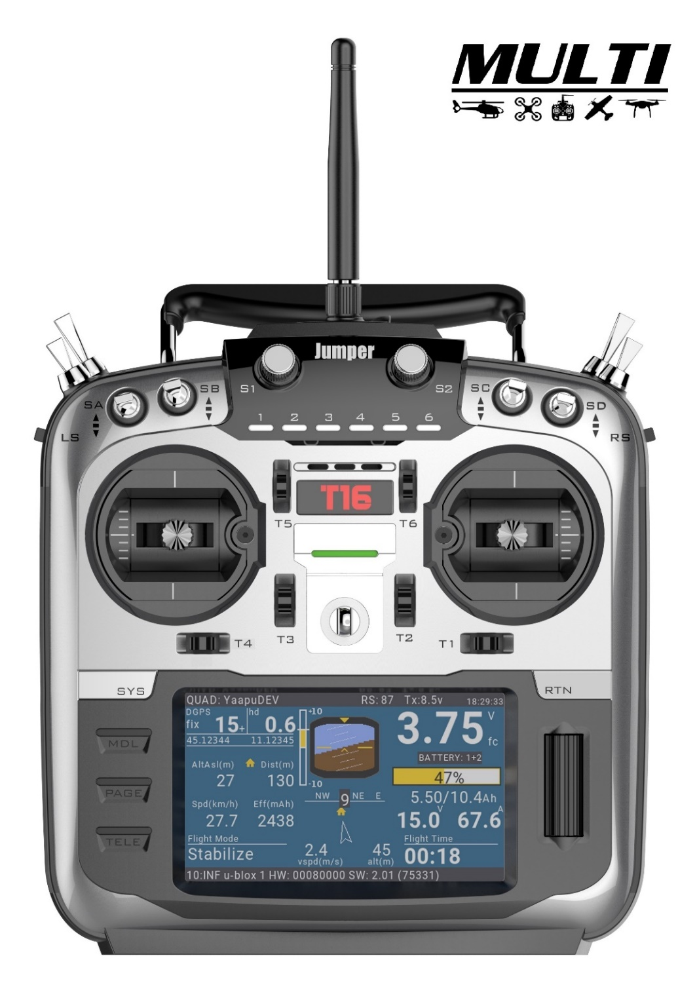 MULTI
Jumper
S1 S2
SA SB SC SD
LS RS
1 2 3 4 5 6
T16
T5 T6
T3 T2
T4 T1
SYS RTN
MDL
PAGE
TELE
QUAD: YaapuDEV RS: 87 Tx:8.5v 18:29:33
DGPS hd +10
fix 15+ 0.6 3.75 V
fc
45.12344 11.12345
BATTERY: 1+2
AltAsl(m) Dist(m)
47%
27 130 -10
NW 9 NE E 5.50/10.4Ah
Spd(km/h) Eff(mAh)
27.7 2438 15.0V 67.6A
Flight Mode Flight Time
Stabilize 2.4 45 00:18
vspd(m/s) alt(m)
10:INF u-blox 1 HW: 00080000 SW: 2.01 (75331)